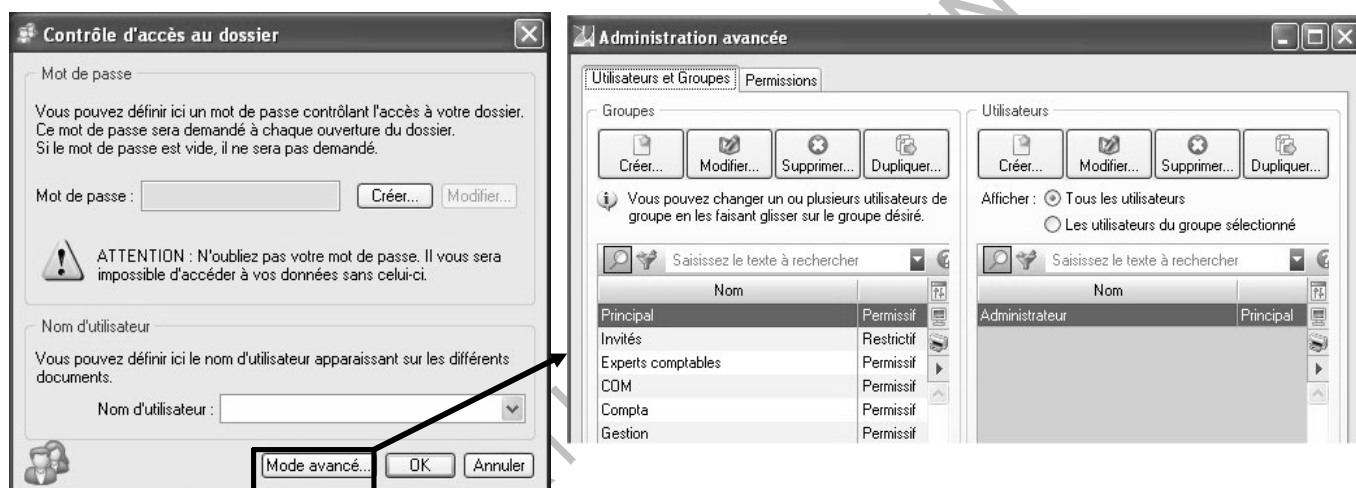 Contrôle d'accès au dossier
Mot de passe
Vous pouvez définir ici un mot de passe contrôlant l'accès à votre dossier.
Ce mot de passe sera demandé à chaque ouverture du dossier.
Si le mot de passe est vide, il ne sera pas demandé.
Mot de passe :
Créer...
Modifier...
ATTENTION : N'oubliez pas votre mot de passe. Il vous sera
impossible d'accéder à vos données sans celui-ci.
Nom d'utilisateur
Vous pouvez définir ici le nom d'utilisateur apparaissant sur les différents
documents.
Nom d'utilisateur :
Mode avancé...
OK
Annuler
Administration avancée
Utilisateurs et Groupes
Permissions
Groupes
Créer...
Modifier...
Supprimer...
Dupliquer...
Vous pouvez changer un ou plusieurs utilisateurs de
groupe en les faisant glisser sur le groupe désiré.
Saisissez le texte à rechercher
Nom
Principal Permissif
Invités Restrictif
Experts comptables Permissif
COM Permissif
Compta Permissif
Gestion Permissif
Utilisateurs
Créer...
Modifier...
Supprimer...
Dupliquer...
Afficher : Tous les utilisateurs
Les utilisateurs du groupe sélectionné
Saisissez le texte à rechercher
Nom
Administrateur Principal